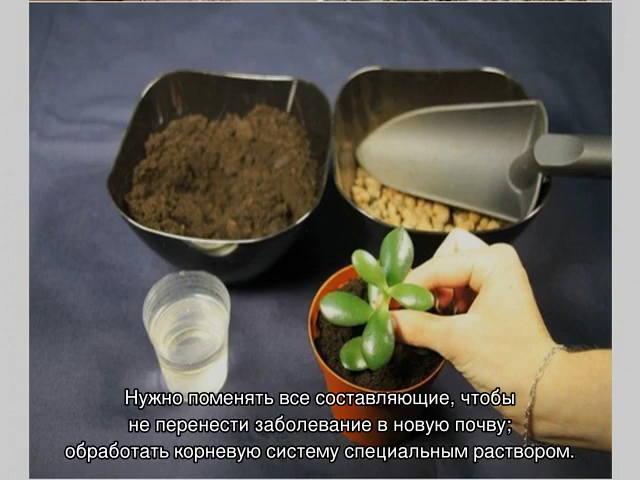 Нужно поменять все составляющие, чтобы
не перенести заболевание в новую почву;
обработать корневую систему специальным раствором.